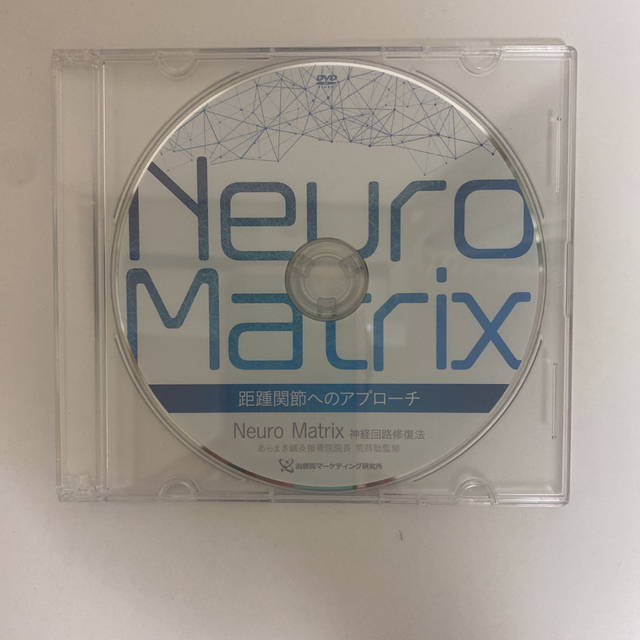 DVD
Neuro
Matrix
距踵関節へのアプローチ
Neuro Matrix 神経回路修復法
あらまき鍼灸接骨院院長 荒蒔聡監修
治療院マーケティング研究所